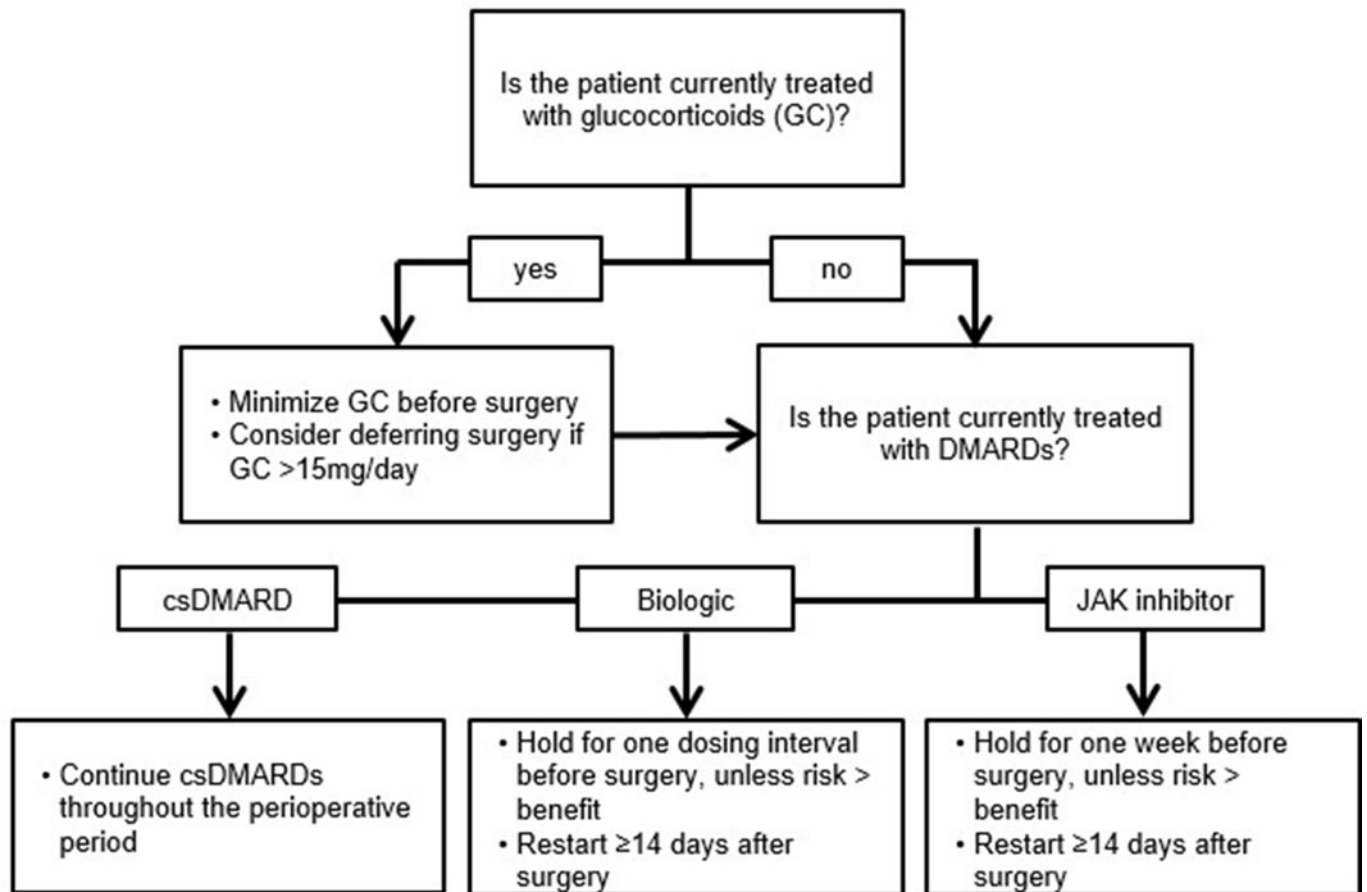 Is the patient currently treated
with glucocorticoids (GC)?
yes
no
• Minimize GC before surgery
• Consider deferring surgery if
GC >15mg/day
Is the patient currently treated
with DMARDs?
csDMARD
Biologic
JAK inhibitor
• Continue csDMARDs
throughout the perioperative
period
• Hold for one dosing interval
before surgery, unless risk >
benefit
• Restart ≥14 days after
surgery
• Hold for one week before
surgery, unless risk >
benefit
• Restart ≥14 days after
surgery